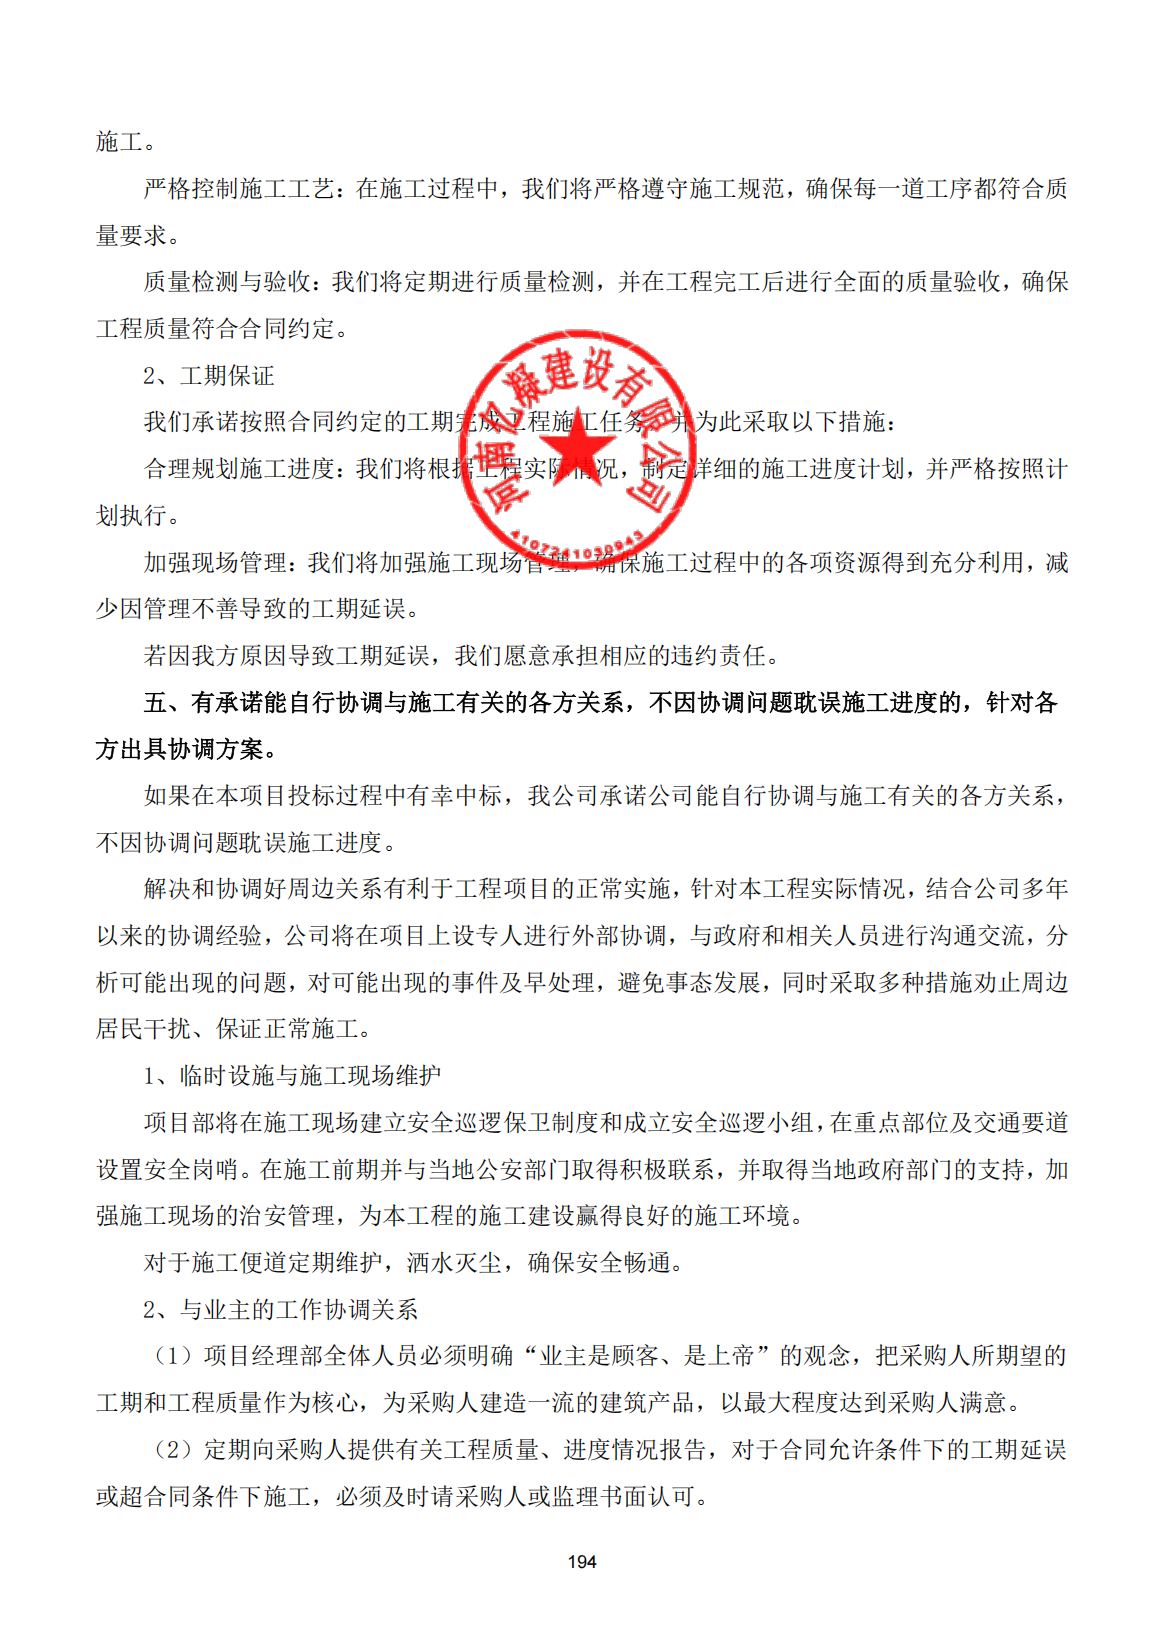 施工。
严格控制施工工艺：在施工过程中，我们将严格遵守施工规范，确保每一道工序都符合质
量要求。
质量检测与验收：我们将定期进行质量检测，并在工程完工后进行全面的质量验收，确保
工程质量符合合同约定。
2、工期保证
我们承诺按照合同约定的工期完成工程施工任务，并为此采取以下措施：
合理规划施工进度：我们将根据工程实际情况，制定详细的施工进度计划，并严格按照计
划执行。
加强现场管理：我们将加强施工现场管理，确保施工过程中的各项资源得到充分利用，减
少因管理不善导致的工期延误。
河南亿凝建设有限公司
4107241030943
若因我方原因导致工期延误，我们愿意承担相应的违约责任。
五、有承诺能自行协调与施工有关的各方关系，不因协调问题耽误施工进度的，针对各
方出具协调方案。
如果在本项目投标过程中有幸中标，我公司承诺公司能自行协调与施工有关的各方关系，
不因协调问题耽误施工进度。
解决和协调好周边关系有利于工程项目的正常实施，针对本工程实际情况，结合公司多年
以来的协调经验，公司将在项目上设专人进行外部协调，与政府和相关人员进行沟通交流，分
析可能出现的问题，对可能出现的事件及早处理，避免事态发展，同时采取多种措施劝止周边
居民干扰、保证正常施工。
1、临时设施与施工现场维护
项目部将在施工现场建立安全巡逻保卫制度和成立安全巡逻小组，在重点部位及交通要道
设置安全岗哨。在施工前期并与当地公安部门取得积极联系，并取得当地政府部门的支持，加
强施工现场的治安管理，为本工程的施工建设赢得良好的施工环境。
对于施工便道定期维护，洒水灭尘，确保安全畅通。
2、与业主的工作协调关系
（1）项目经理部全体人员必须明确“业主是顾客、是上帝”的观念，把采购人所期望的
工期和工程质量作为核心，为采购人建造一流的建筑产品，以最大程度达到采购人满意。
（2）定期向采购人提供有关工程质量、进度情况报告，对于合同允许条件下的工期延误
或超合同条件下施工，必须及时请采购人或监理书面认可。
194